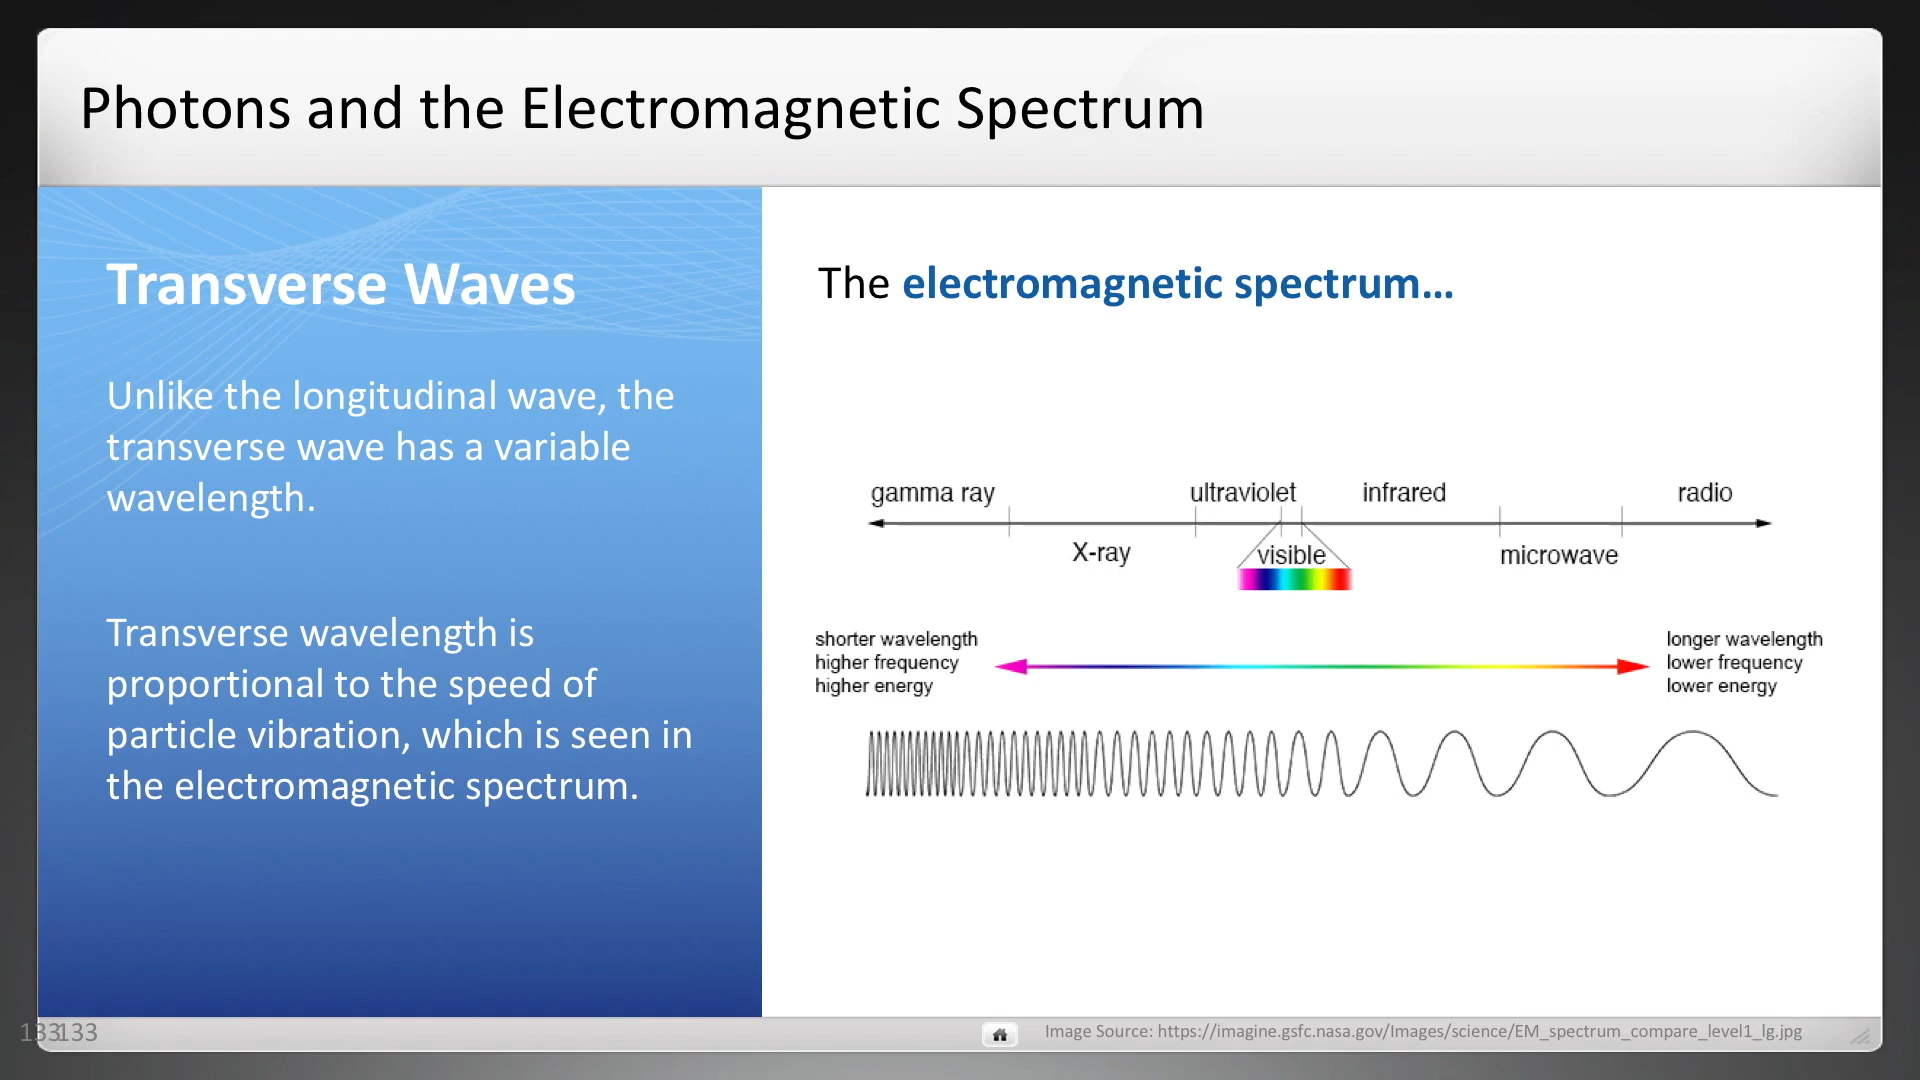 Photons and the Electromagnetic Spectrum
Transverse Waves
Unlike the longitudinal wave, the
transverse wave has a variable
wavelength.
Transverse wavelength is
proportional to the speed of
particle vibration, which is seen in
the electromagnetic spectrum.
The electromagnetic spectrum…
gamma ray ultraviolet infrared radio
X-ray visible microwave
shorter wavelength
higher frequency
higher energy
longer wavelength
lower frequency
lower energy
133
133
Image Source: https://imagine.gsfc.nasa.gov/Images/science/EM_spectrum_compare_level1_lg.jpg